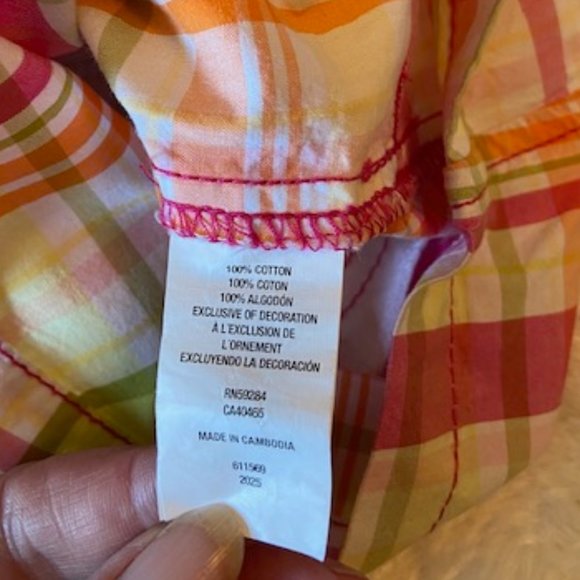 100% COTTON
100% COTON
100% ALGODÓN
EXCLUSIVE OF DECORATION
À L'EXCLUSION DE
L'ORNEMENT
EXCLUYENDO LA DECORACIÓN
RN59284
CA40465
MADE IN CAMBODIA
611569
2025